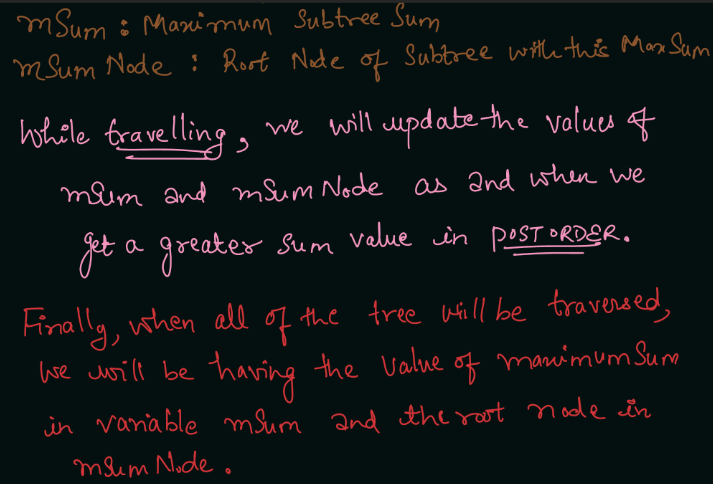 mSum : Maximum Subtree Sum
mSum Node : Root Node of Subtree with this Max Sum
While travelling, we will update the values of
mSum and mSum Node as and when we
get a greater sum value in POSTORDER.
Finally, when all of the tree will be traversed,
we will be having the value of maximum Sum
in variable mSum and the root node in
mSum Node.